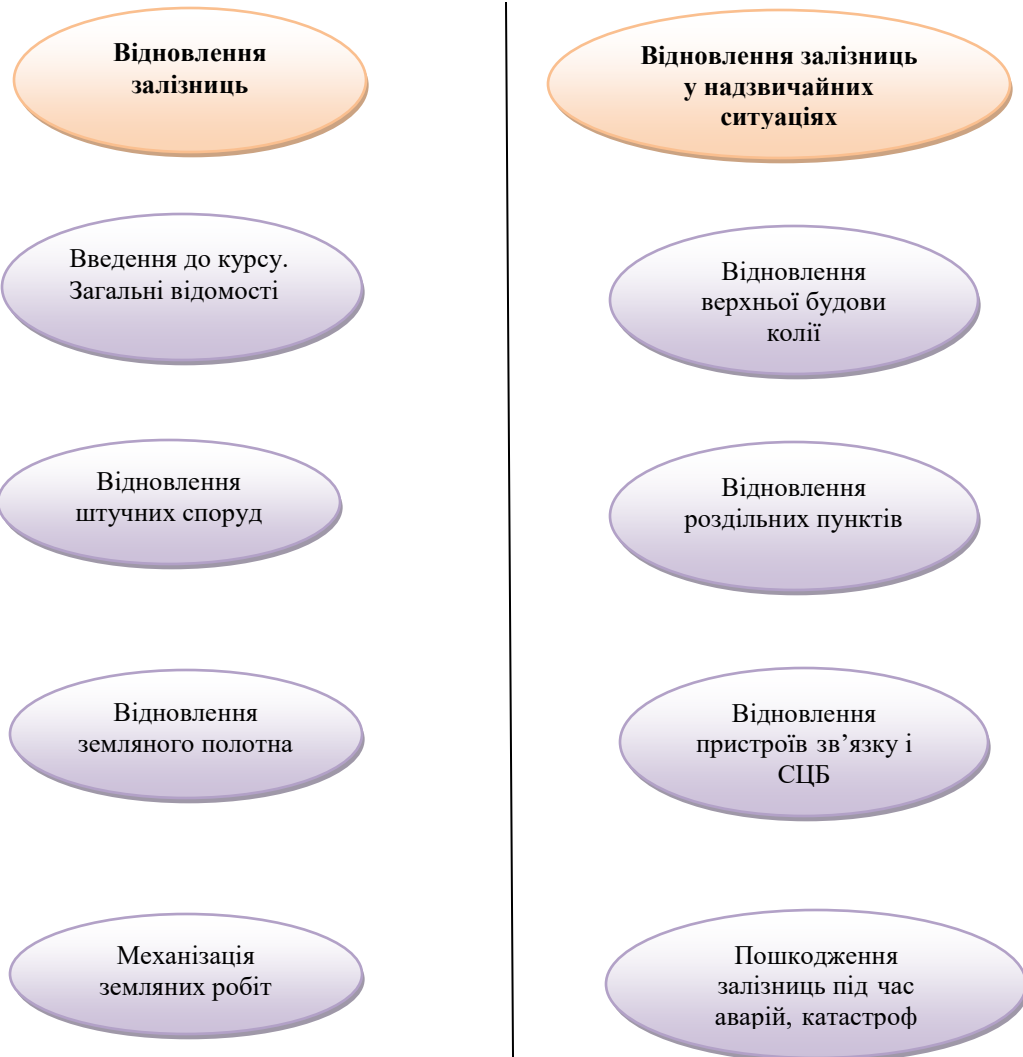 Відновлення
залізниць
Введення до курсу.
Загальні відомості
Відновлення
штучних споруд
Відновлення
земляного полотна
Механізація
земляних робіт
Відновлення залізниць
у надзвичайних
ситуаціях
Відновлення
верхньої будови
колії
Відновлення
роздільних пунктів
Відновлення
пристроїв зв’язку і
СЦБ
Пошкодження
залізниць під час
аварій, катастроф